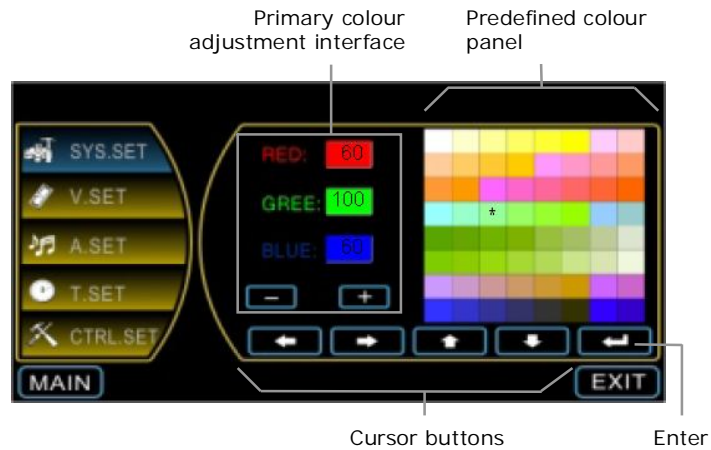 Primary colour
adjustment interface
Predefined colour
panel
SYS.SET
V.SET
A.SET
T.SET
CTRL.SET
RED: 60
GREE: 100
BLUE: 60
− +
*
MAIN
EXIT
Cursor buttons
Enter